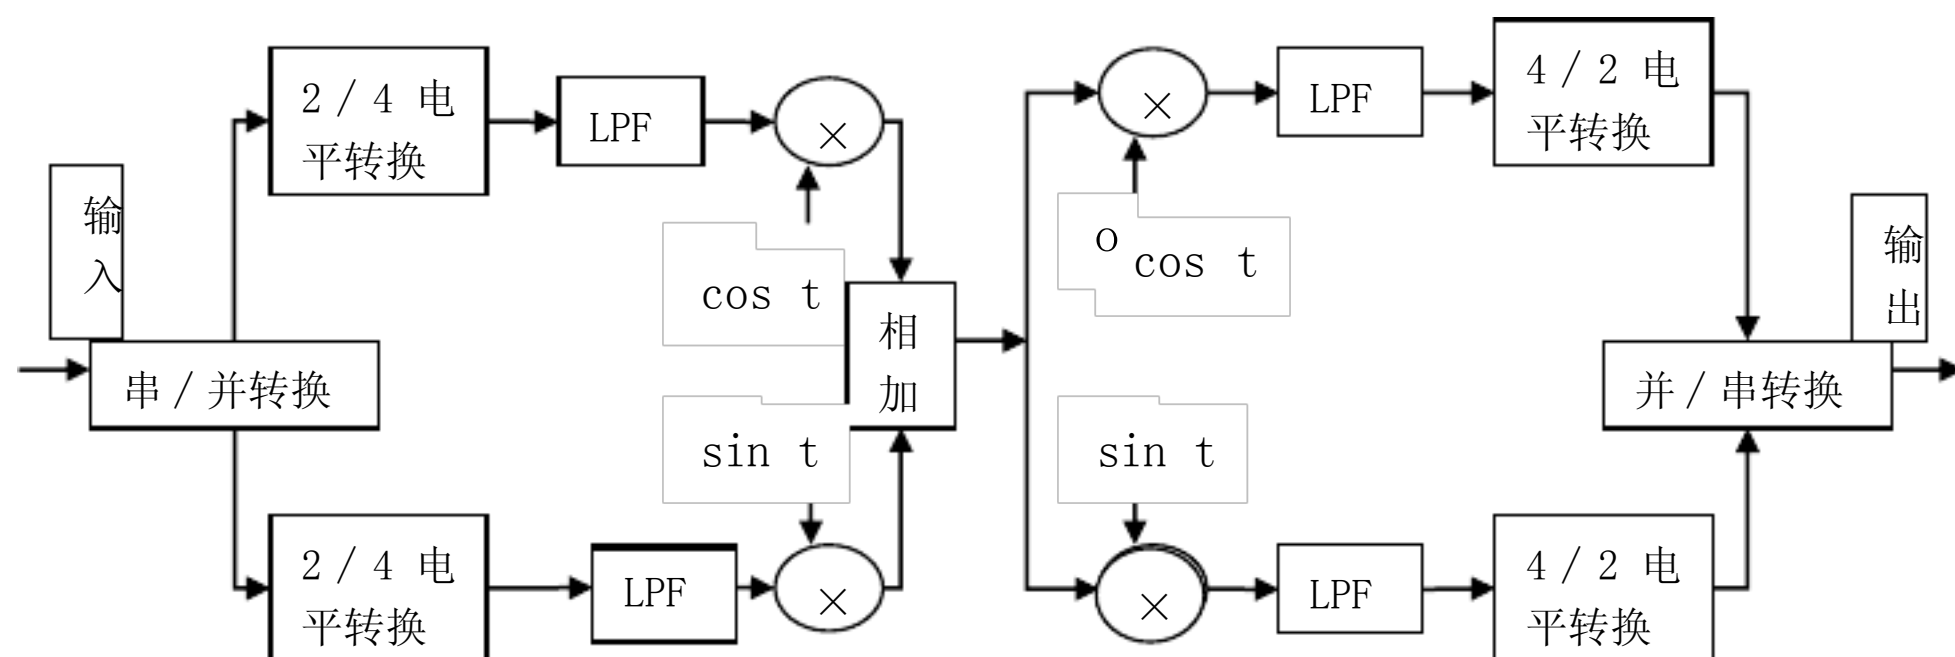 输
入
串/并转换
2/4 电
平转换
LPF
×
cos t
相
加
sin t
2/4 电
平转换
LPF
×
×
LPF
4/2 电
平转换
o
cos t
sin t
×
LPF
4/2 电
平转换
并/串转换
输
出